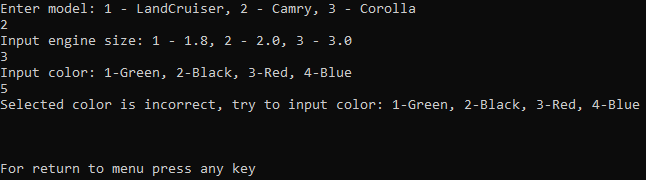 Enter model: 1 - LandCruiser, 2 - Camry, 3 - Corolla
2
Input engine size: 1 - 1.8, 2 - 2.0, 3 - 3.0
3
Input color: 1-Green, 2-Black, 3-Red, 4-Blue
5
Selected color is incorrect, try to input color: 1-Green, 2-Black, 3-Red, 4-Blue
For return to menu press any key